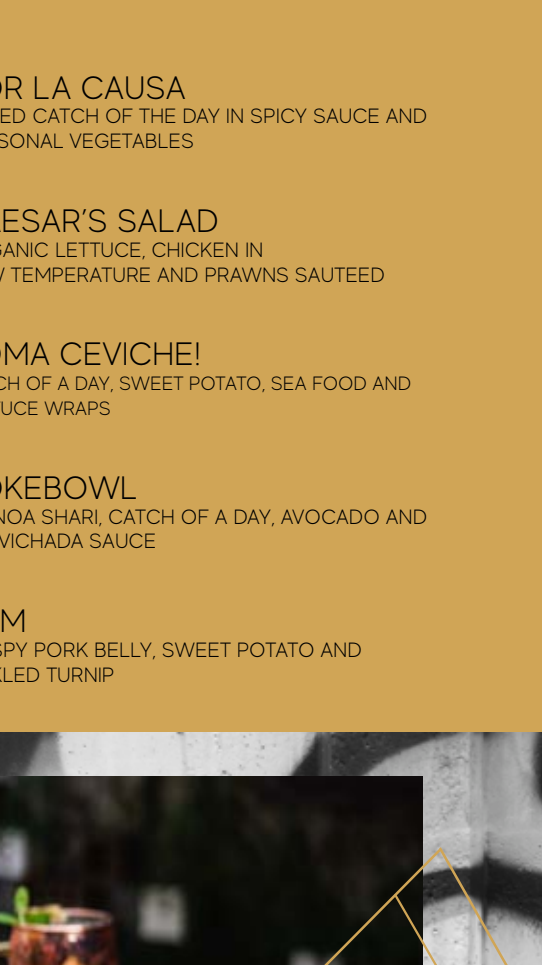 OR LA CAUSA
ED CATCH OF THE DAY IN SPICY SAUCE AND
SONAL VEGETABLES
ESAR'S SALAD
GANIC LETTUCE, CHICKEN IN
W TEMPERATURE AND PRAWNS SAUTEED
OMA CEVICHE!
CH OF A DAY, SWEET POTATO, SEA FOOD AND
TUCE WRAPS
OKEBOWL
NOA SHARI, CATCH OF A DAY, AVOCADO AND
VICHADA SAUCE
M
SPY PORK BELLY, SWEET POTATO AND
KLED TURNIP